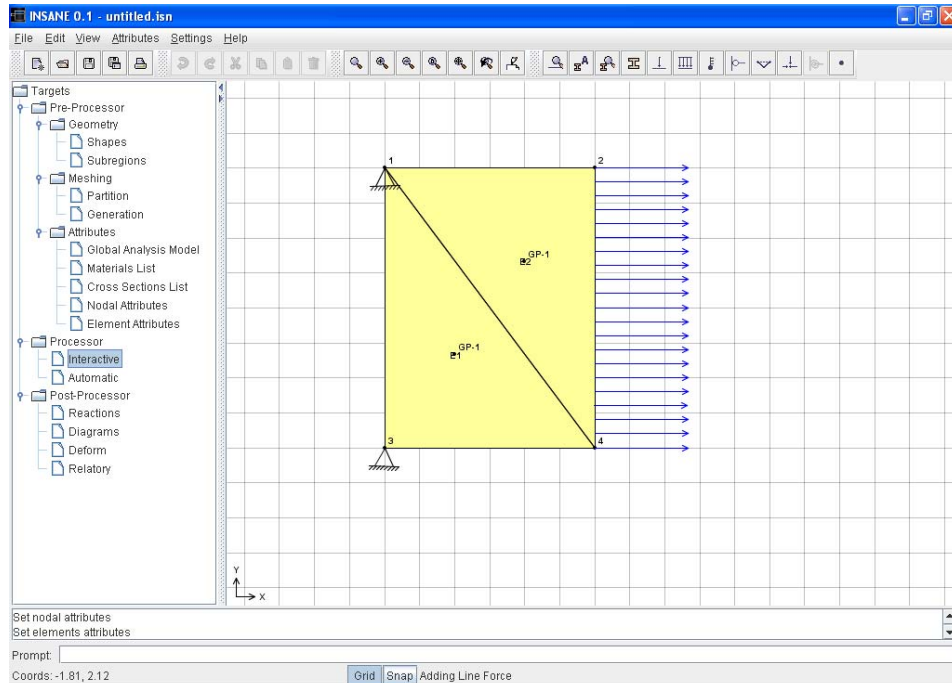 INSANE 0.1 - untitled.isn
File Edit View Attributes Settings Help
Targets
Pre-Processor
Geometry
Shapes
Subregions
Meshing
Partition
Generation
Attributes
Global Analysis Model
Materials List
Cross Sections List
Nodal Attributes
Element Attributes
Processor
Interactive
Automatic
Post-Processor
Reactions
Diagrams
Deform
Relatory
1
2
GP-1
E2
GP-1
E1
3
4
Y
X
Set nodal attributes
Set elements attributes
Prompt:
Coords: -1.81, 2.12 Grid Snap Adding Line Force